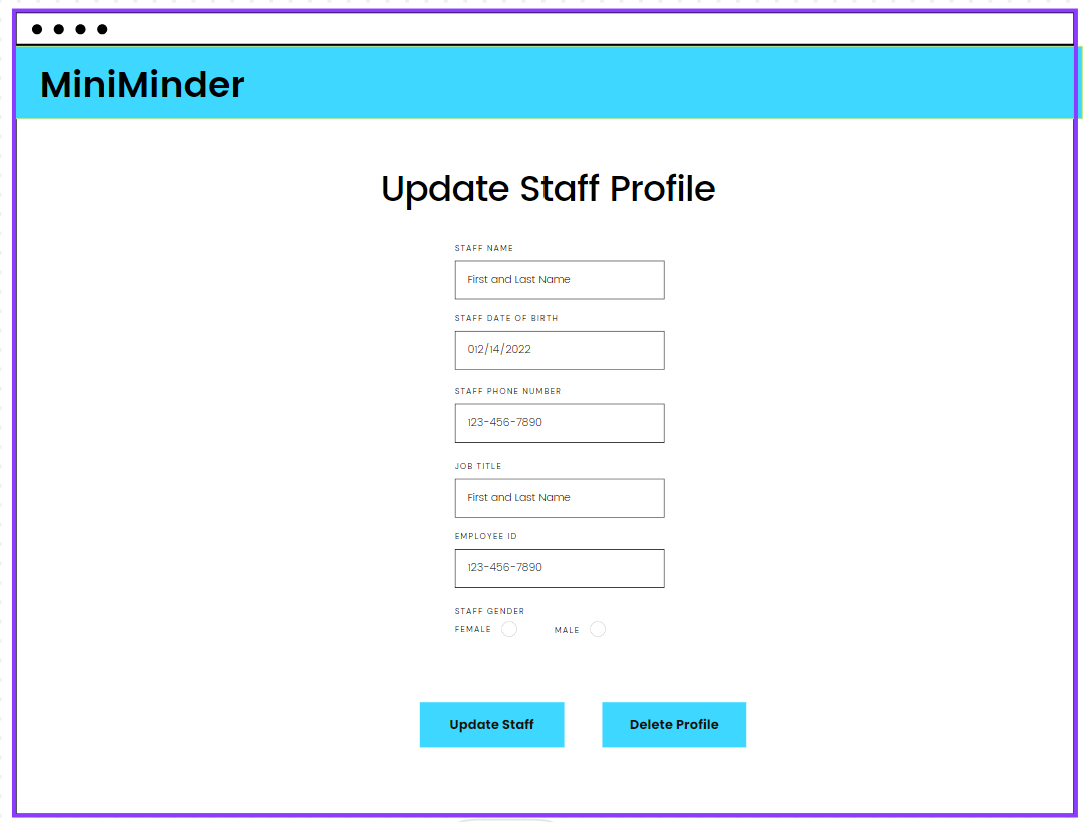 MiniMinder
Update Staff Profile
STAFF NAME
First and Last Name
STAFF DATE OF BIRTH
012/14/2022
STAFF PHONE NUMBER
123-456-7890
JOB TITLE
First and Last Name
EMPLOYEE ID
123-456-7890
STAFF GENDER
FEMALE MALE
Update Staff Delete Profile